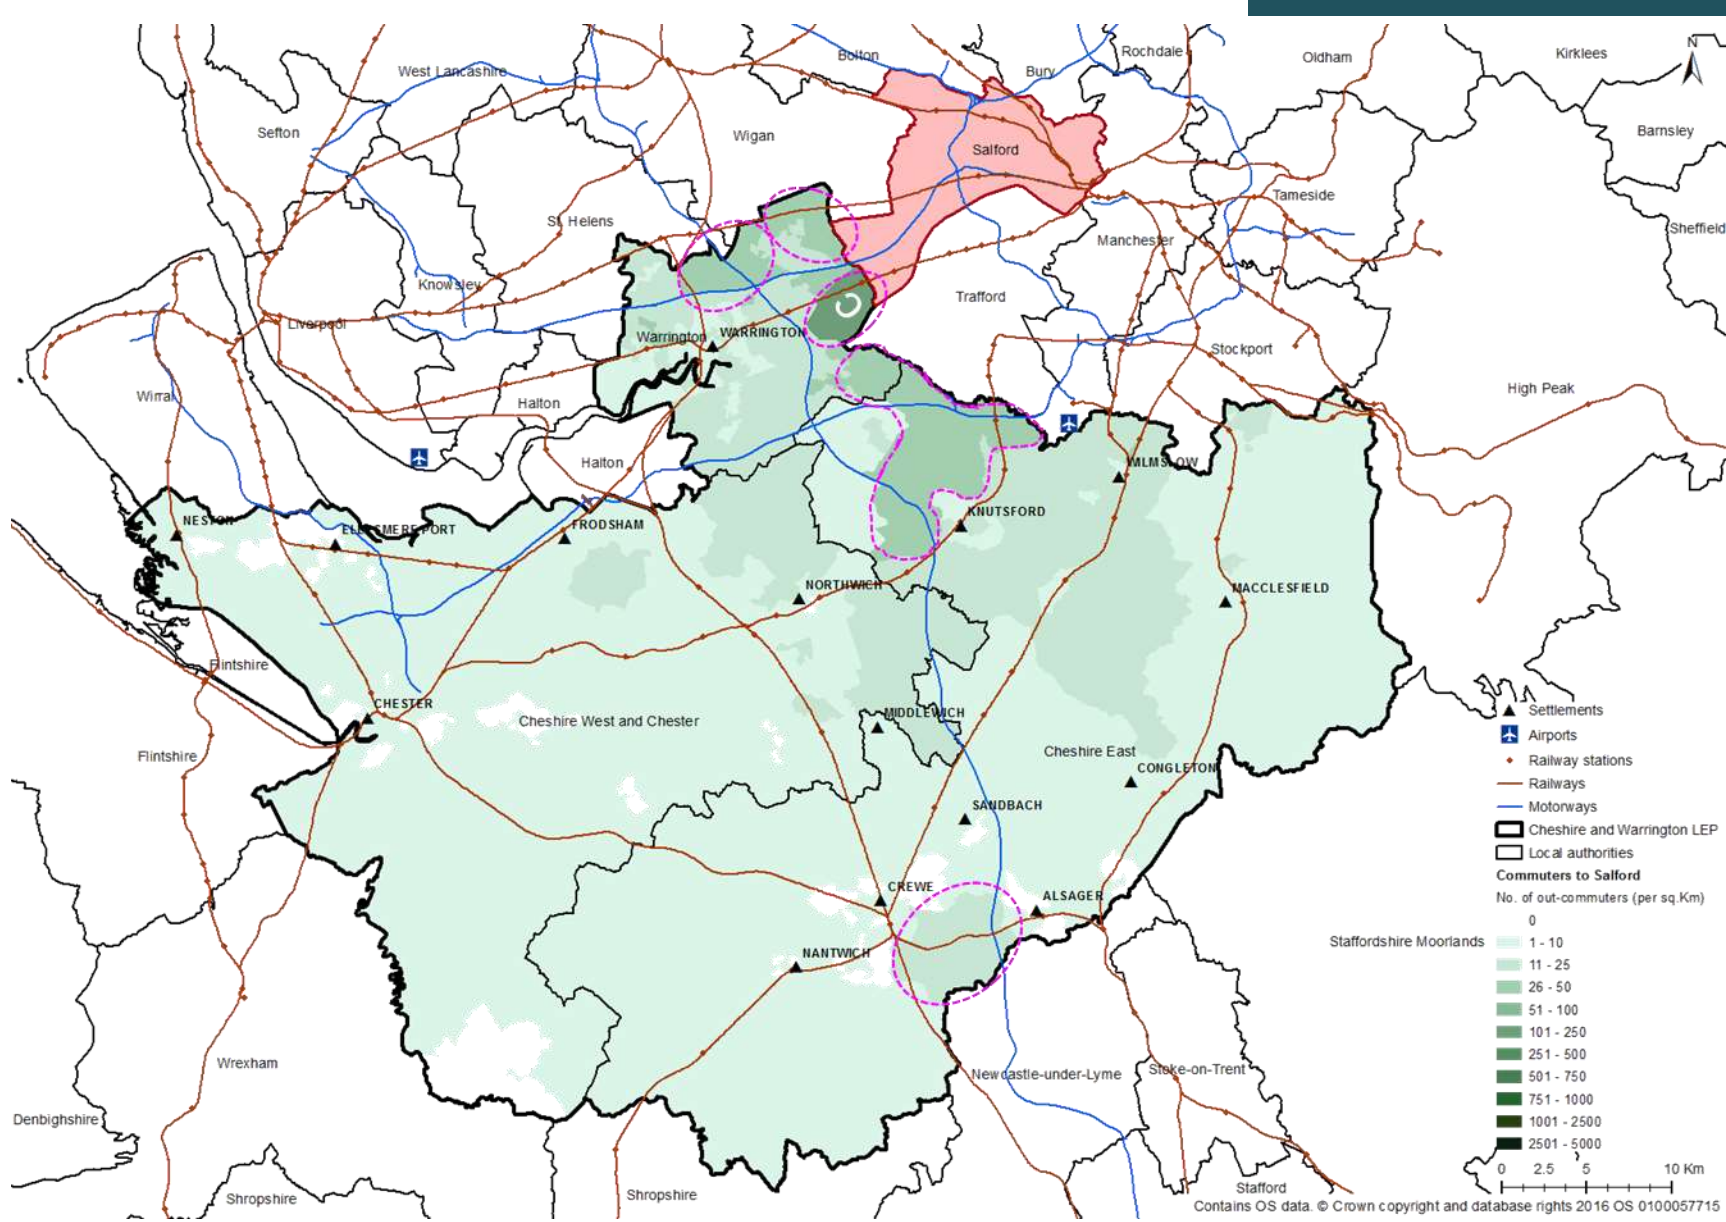 Bolton
Rochdale
Oldham
Kirklees
N
West Lancashire
Bury
Sefton
Wigan
Salford
Barnsley
Tameside
St. Helens
Manchester
Sheffield
Knowsley
Trafford
Liverpool
Warrington
WARRINGTON
Stockport
Wirral
Halton
High Peak
Halton
WILMSLOW
NESTON
ELLESMERE PORT
FRODSHAM
KNUTSFORD
NORTHWICH
MACCLESFIELD
Flintshire
CHESTER
Cheshire West and Chester
MIDDLEWICH
Flintshire
Cheshire East
CONGLETON
SANDBACH
CREWE
ALSAGER
Staffordshire Moorlands
NANTWICH
Wrexham
Newcastle-under-Lyme
Stoke-on-Trent
Denbighshire
Shropshire
Shropshire
Stafford
Settlements
Airports
Railway stations
Railways
Motorways
Cheshire and Warrington LEP
Local authorities
Commuters to Salford
No. of out-commuters (per sq.Km)
0
1 - 10
11 - 25
26 - 50
51 - 100
101 - 250
251 - 500
501 - 750
751 - 1000
1001 - 2500
2501 - 5000
0 2.5 5 10 Km
Contains OS data. © Crown copyright and database rights 2016 OS 0100057715